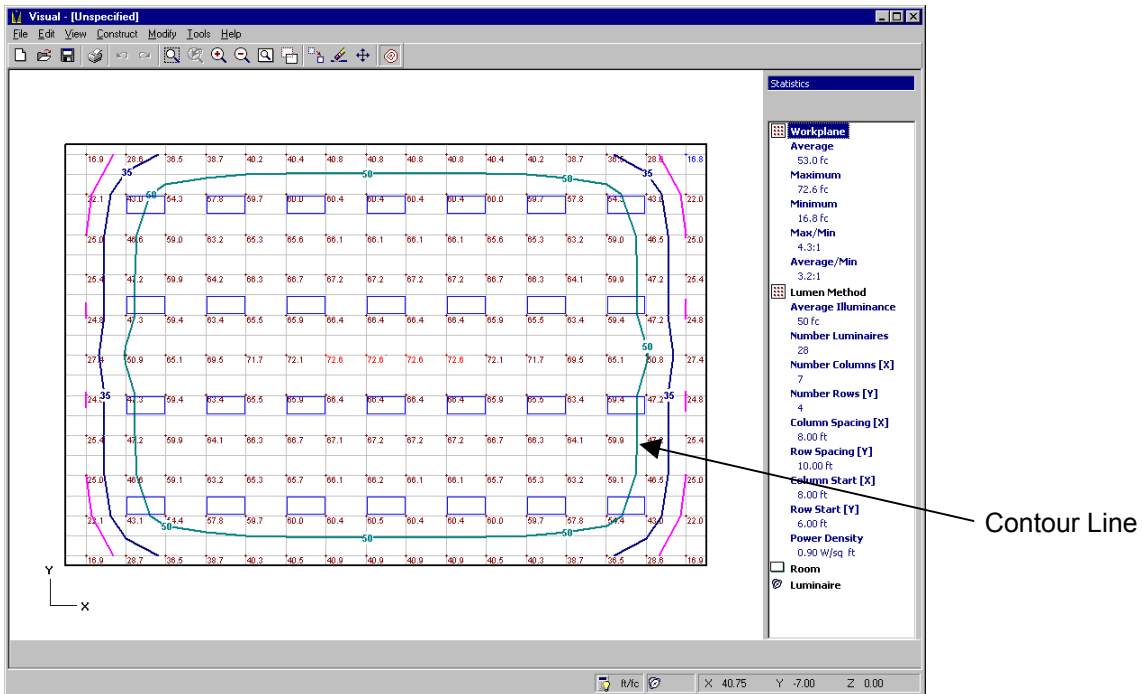 Visual - [Unspecified]
File Edit View Construct Modify Tools Help
Statistics
Workplane
Average
53.0 fc
Maximum
72.6 fc
Minimum
16.8 fc
Max/Min
4.3:1
Average/Min
3.2:1
Lumen Method
Average Illuminance
50 fc
Number Luminaires
28
Number Columns [X]
7
Number Rows [Y]
4
Column Spacing [X]
8.00 ft
Row Spacing [Y]
10.00 ft
Column Start [X]
8.00 ft
Row Start [Y]
6.00 ft
Power Density
0.90 W/sq ft
Room
Luminaire
16.9 28.6 36.5 38.7 40.2 40.4 40.8 40.8 40.8 40.8 40.4 40.2 38.7 36.5 28.6 16.8
35 50 50 35
50
43.0 54.3 57.8 59.7 60.0 60.4 60.4 60.4 60.0 59.7 57.8 54.3 22.0
25.0 46.6 59.0 63.2 65.3 65.6 66.1 66.1 66.1 66.1 65.6 65.3 63.2 59.0 46.5 25.0
25.4 47.2 59.9 64.2 66.3 66.7 67.2 67.2 67.2 66.7 66.3 64.1 59.9 47.2 25.4
24.8 47.3 59.4 63.4 65.5 65.9 66.4 66.4 66.4 66.4 65.9 65.5 63.4 59.4 47.2 24.8
50
27.4 50.9 65.1 69.5 71.7 72.1 72.6 72.6 72.6 72.6 72.1 71.7 69.5 65.1 50.8 27.4
35 35
47.3 59.4 63.4 65.5 65.9 66.4 66.4 66.4 66.4 65.9 65.5 63.4 59.4 47.2 24.8
25.4 47.2 59.9 64.1 66.3 66.7 67.1 67.2 67.2 67.2 66.7 66.3 64.1 59.9 25.4
25.0 46.6 59.1 63.2 65.3 65.7 66.1 66.2 66.1 66.1 65.7 65.3 63.2 59.1 46.5 25.0
43.1 57.8 59.7 60.0 60.4 60.5 60.4 60.4 60.0 59.7 57.8 54.4 43.0 22.0
50 50 50
16.9 28.7 36.5 38.7 40.3 40.5 40.9 40.9 40.9 40.9 40.5 40.3 38.7 36.5 28.6 16.9
Contour Line
Y
X
ft/fc X 40.75 Y -7.00 Z 0.00